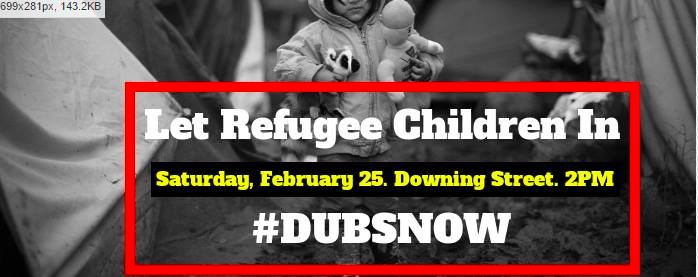 699x281px, 143.2KB
Let Refugee Children In
Saturday, February 25. Downing Street. 2PM
#DUBSNOW